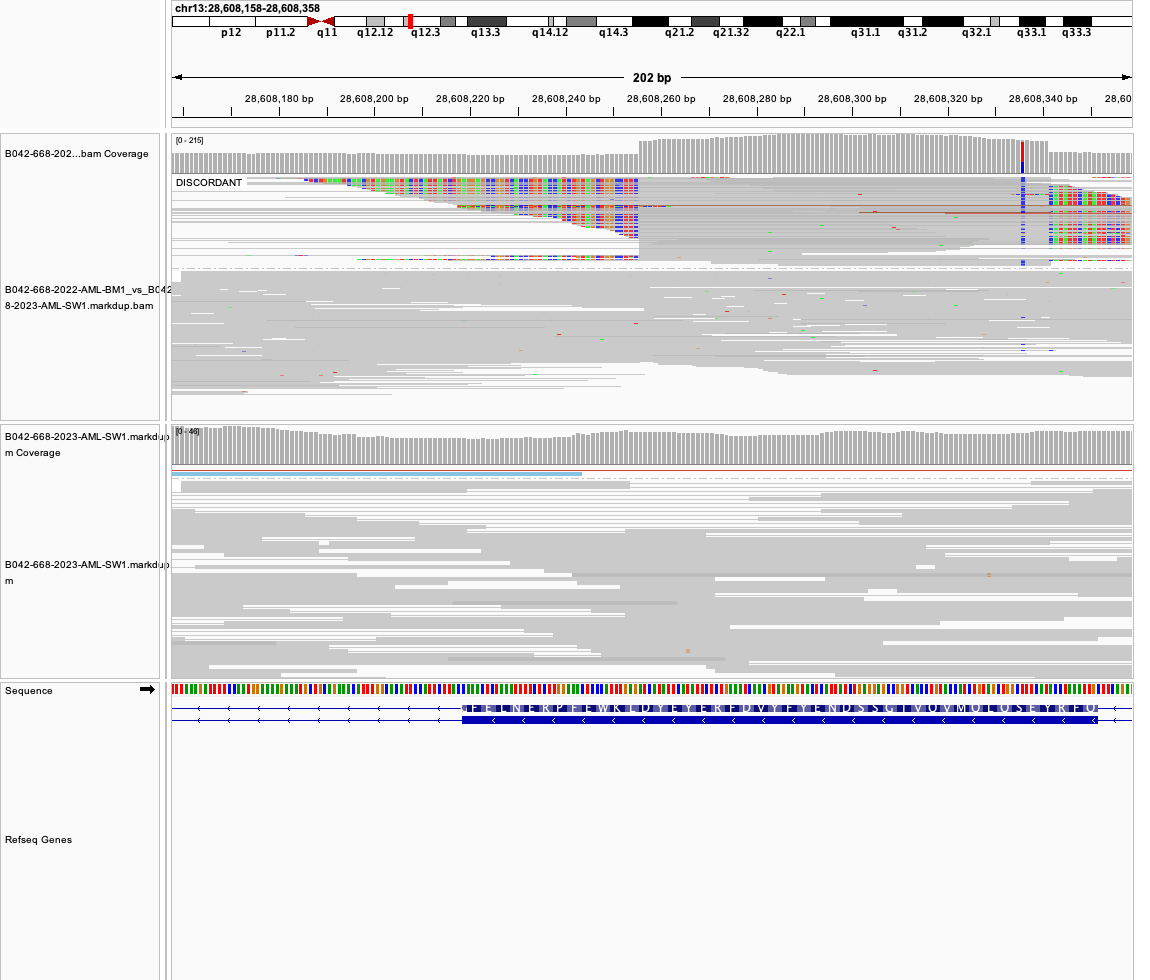 chr13:28,608,158-28,608,358
p12 p11.2 q11 q12.12 q12.3 q13.3 q14.12 q14.3 q21.2 q21.32 q22.1 q31.1 q31.2 q32.1 q33.1 q33.3
202 bp
28,608,180 bp 28,608,200 bp 28,608,220 bp 28,608,240 bp 28,608,260 bp 28,608,280 bp 28,608,300 bp 28,608,320 bp 28,608,340 bp 28,60
[0 - 215]
B042-668-202...bam Coverage
DISCORDANT
B042-668-2022-AML-BM1_vs_B042
8-2023-AML-SW1.markdup.bam
[0 - 46]
B042-668-2023-AML-SW1.markdup
m Coverage
B042-668-2023-AML-SW1.markdup
m
Sequence
F E L N E R P F E W K L D Y E Y E R F D V Y F Y E N D S S G
Refseq Genes